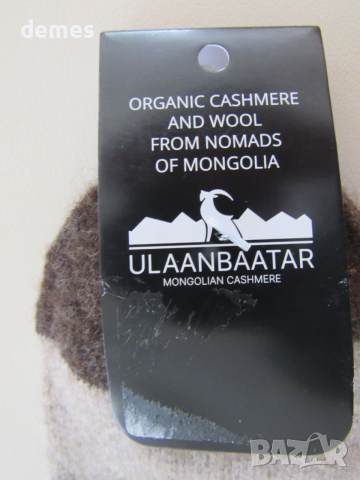 demes
ORGANIC CASHMERE
AND WOOL
FROM NOMADS
OF MONGOLIA
ULAANBAATAR
MONGOLIAN CASHMERE
BAZAR